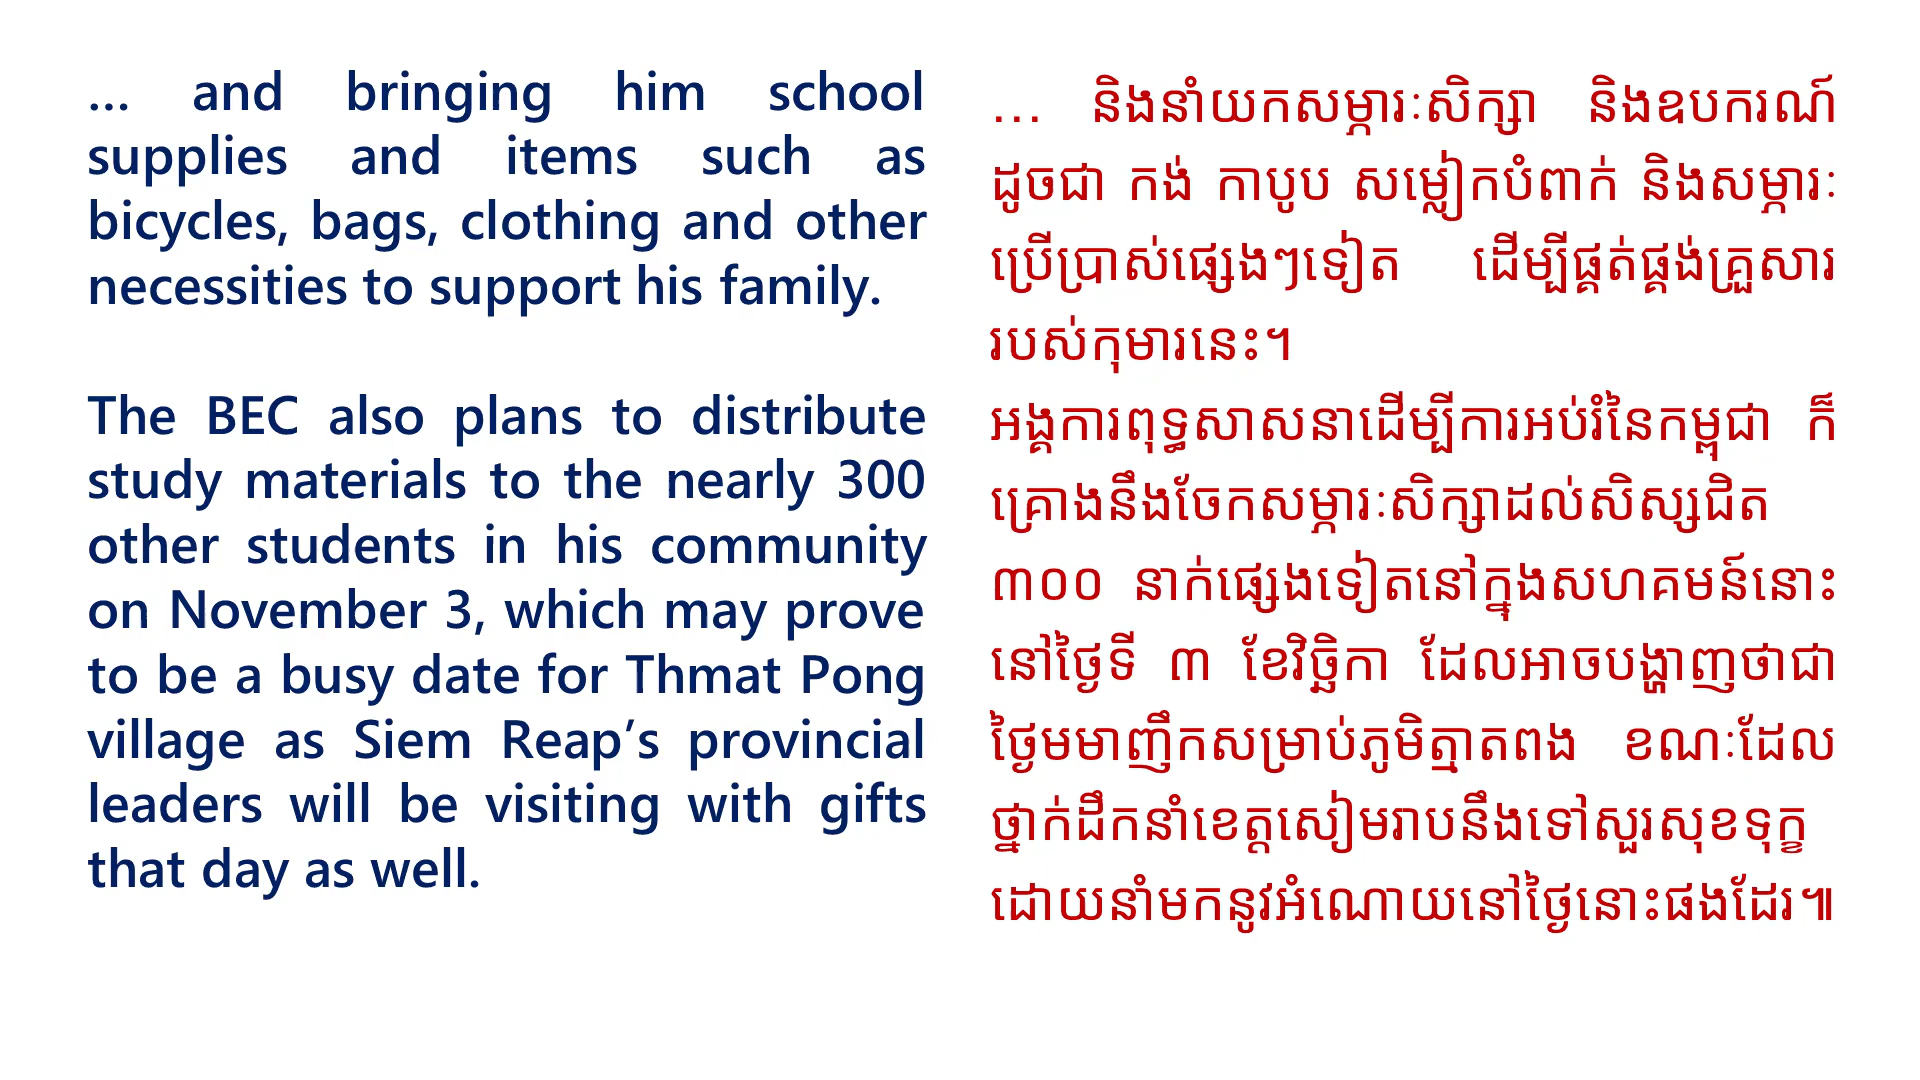 … and bringing him school
supplies and items such as
bicycles, bags, clothing and other
necessities to support his family.
The BEC also plans to distribute
study materials to the nearly 300
other students in his community
on November 3, which may prove
to be a busy date for Thmat Pong
village as Siem Reap’s provincial
leaders will be visiting with gifts
that day as well.
… និងនាំយកសម្ភារៈសិក្សា និងឧបករណ៍
ដូចជា កង់ កាបូប សម្លៀកបំពាក់ និងសម្ភារៈ
ប្រើប្រាស់ផ្សេងៗទៀត ដើម្បីផ្គត់ផ្គង់គ្រួសារ
របស់កុមារនេះ។
អង្គការពុទ្ធសាសនាដើម្បីការអប់រំនៃកម្ពុជា ក៏
គ្រោងនឹងចែកសម្ភារៈសិក្សាដល់សិស្សជិត
៣០០ នាក់ផ្សេងទៀតនៅក្នុងសហគមន៍នោះ
នៅថ្ងៃទី ៣ ខែវិច្ឆិកា ដែលអាចបង្ហាញថាជា
ថ្ងៃមមាញឹកសម្រាប់ភូមិត្មាតពង ខណៈដែល
ថ្នាក់ដឹកនាំខេត្តសៀមរាបនឹងទៅសួរសុខទុក្ខ
ដោយនាំមកនូវអំណោយនៅថ្ងៃនោះផងដែរ៕